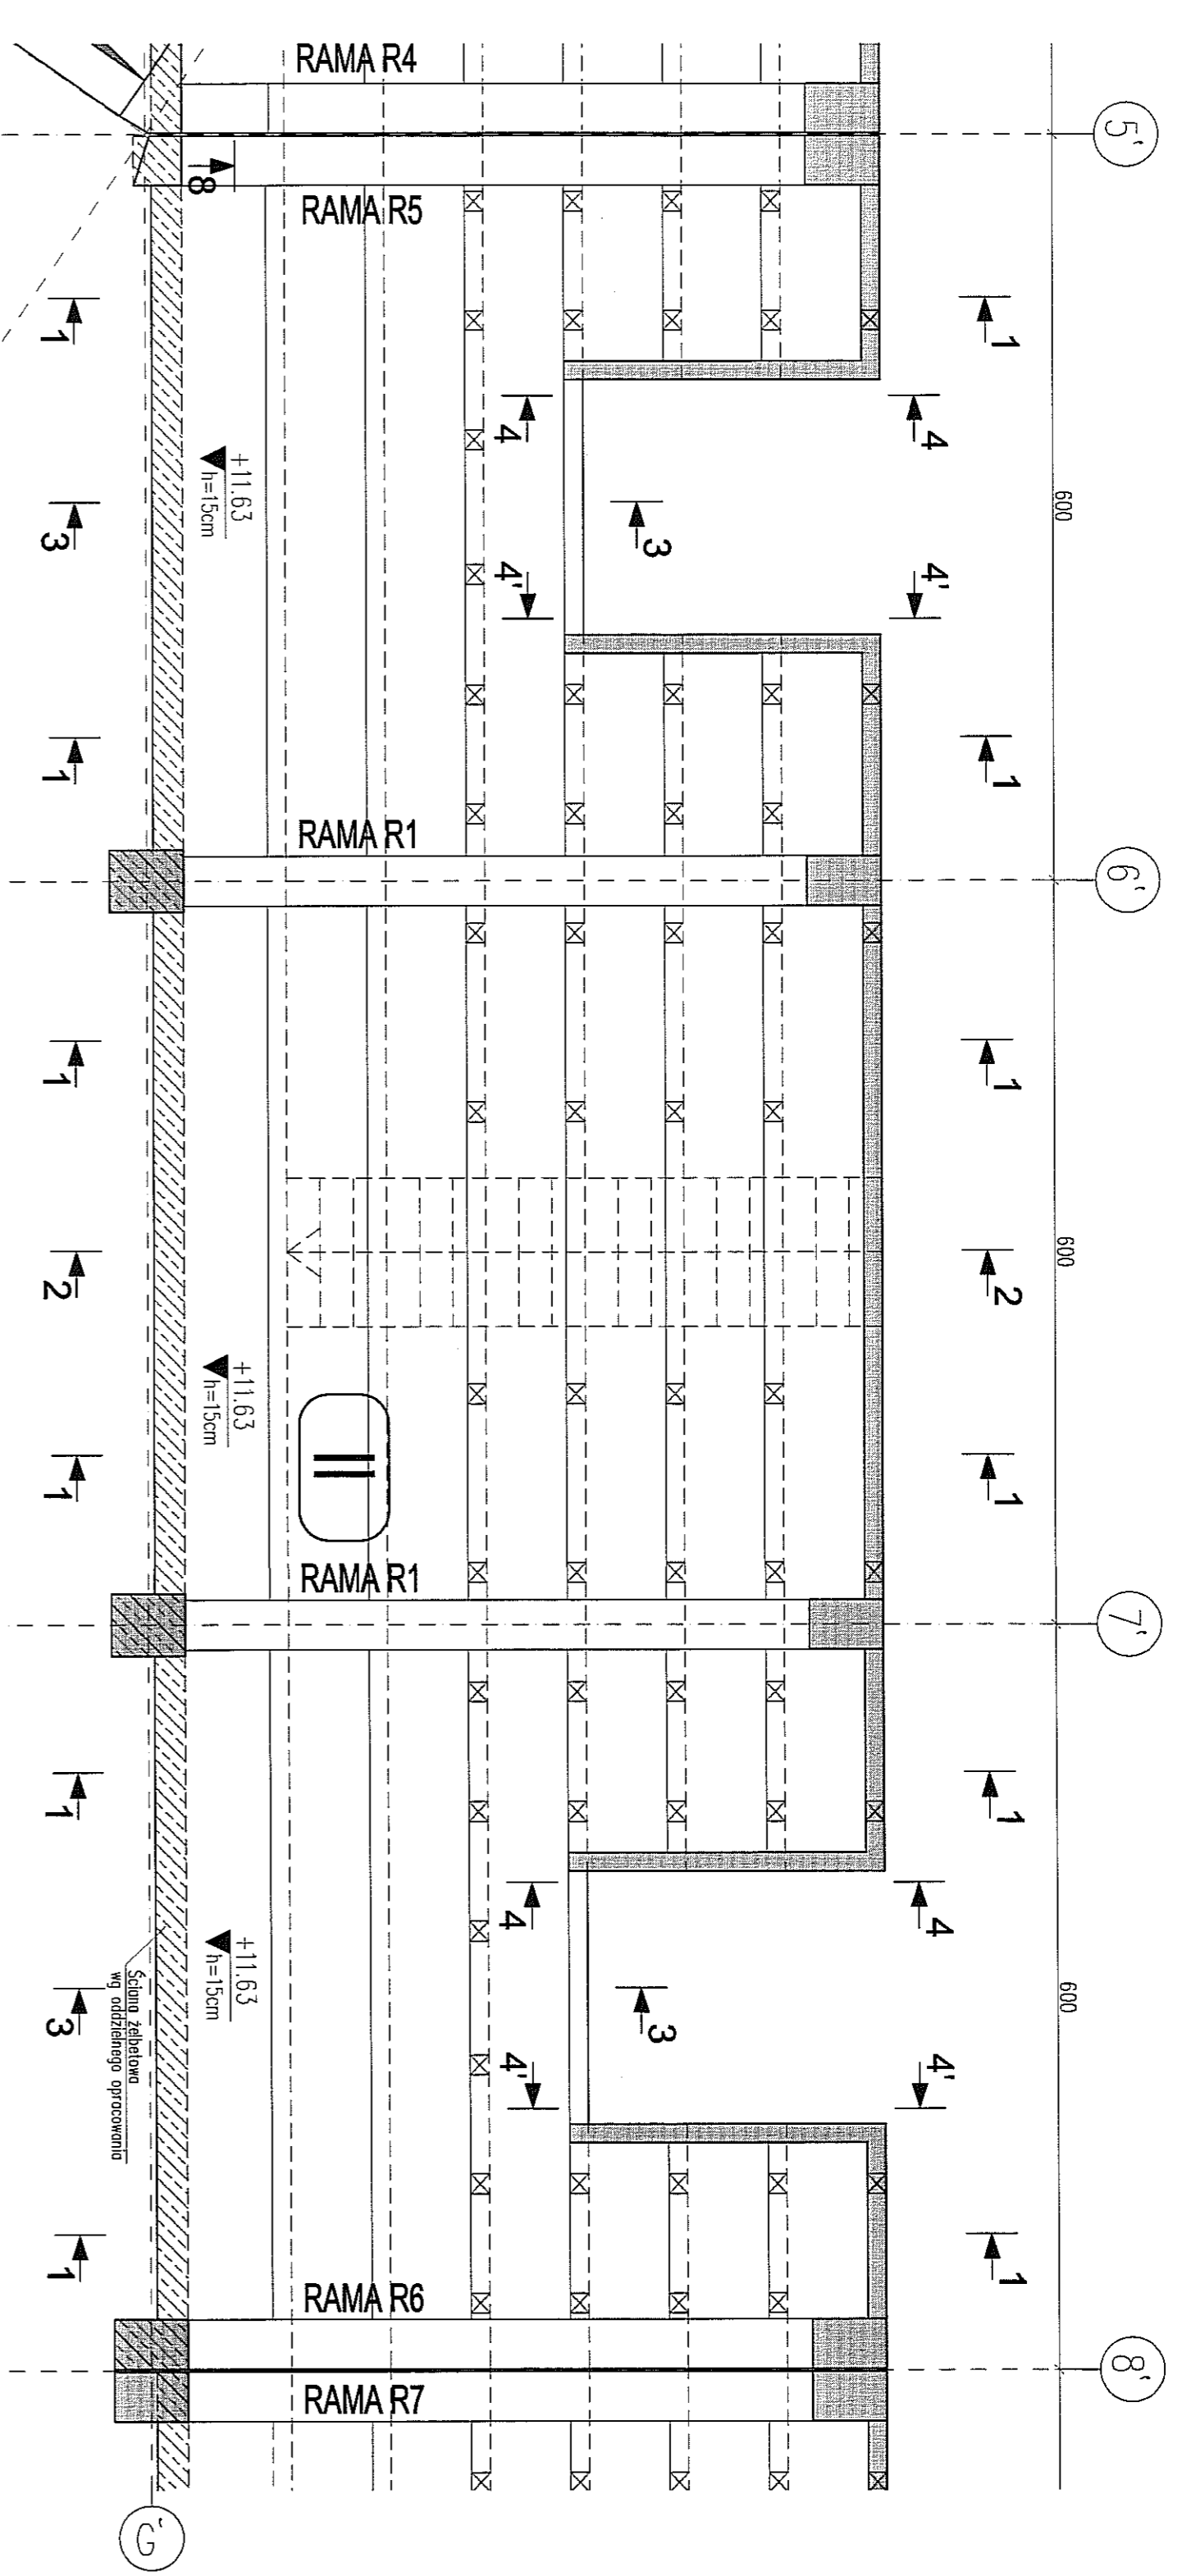 RAMA R4
5'
8
RAMA R5
1
1
4
4
+11.63
h=15cm
600
3
3
4'
4'
1
1
RAMA R1
6'
1
1
600
2
2
+11.63
h=15cm
II
1
1
RAMA R1
7'
1
1
4
4
+11.63
h=15cm
Ściana żelbetowa
wg oddzielnego opracowania
600
3
3
4'
4'
1
1
RAMA R6
8'
RAMA R7
G'